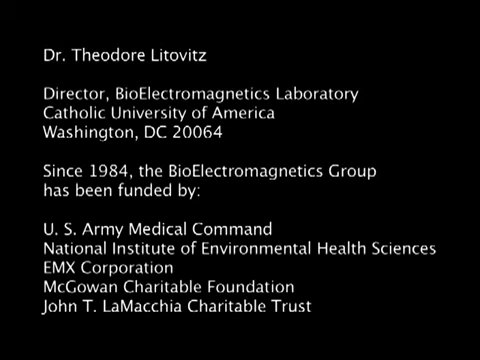 Dr. Theodore Litovitz
Director, BioElectromagnetics Laboratory
Catholic University of America
Washington, DC 20064
Since 1984, the BioElectromagnetics Group
has been funded by:
U. S. Army Medical Command
National Institute of Environmental Health Sciences
EMX Corporation
McGowan Charitable Foundation
John T. LaMacchia Charitable Trust